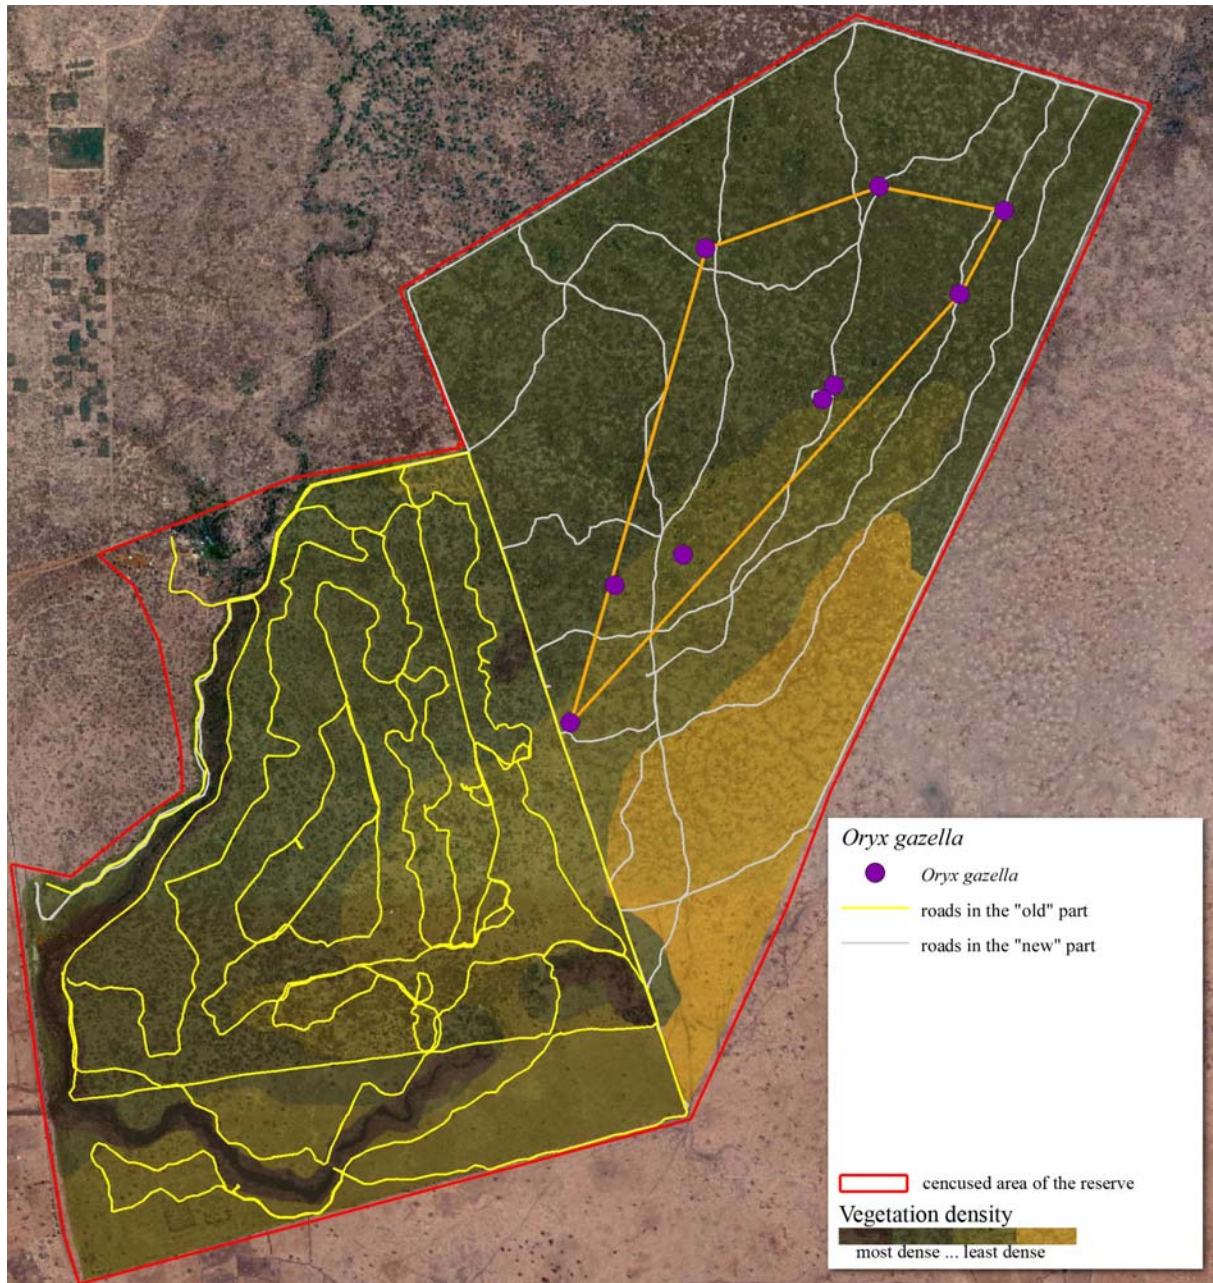 Oryx gazella
Oryx gazella
roads in the "old" part
roads in the "new" part
cencused area of the reserve
Vegetation density
most dense ... least dense